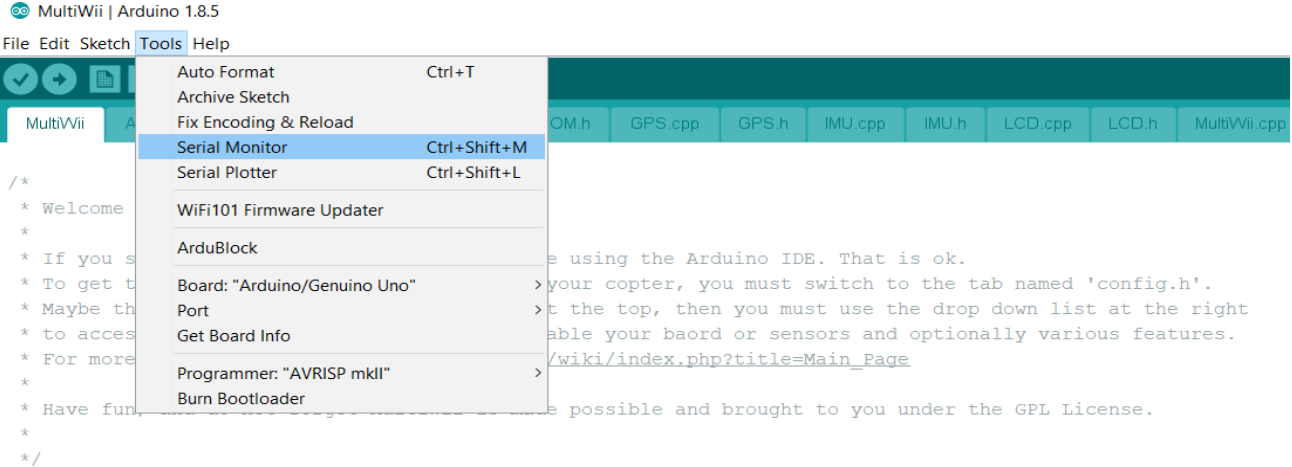 MultiWii | Arduino 1.8.5
File Edit Sketch Tools Help
Auto Format Ctrl+T
Archive Sketch
Fix Encoding & Reload
Serial Monitor Ctrl+Shift+M
Serial Plotter Ctrl+Shift+L
WiFi101 Firmware Updater
ArduBlock
Board: "Arduino/Genuino Uno" >
Port >
Get Board Info
Programmer: "AVRISP mkII" >
Burn Bootloader
MultiWii A OM.h GPS.cpp GPS.h IMU.cpp IMU.h LCD.cpp LCD.h MultiWii.cpp
/*
* Welcome
*
* If you s e using the Arduino IDE. That is ok.
* To get t your copter, you must switch to the tab named 'config.h'.
* Maybe th t the top, then you must use the drop down list at the right
* to acces able your baord or sensors and optionally various features.
* For more /wiki/index.php?title=Main_Page
*
* Have fun, possible and brought to you under the GPL License.
*
*/